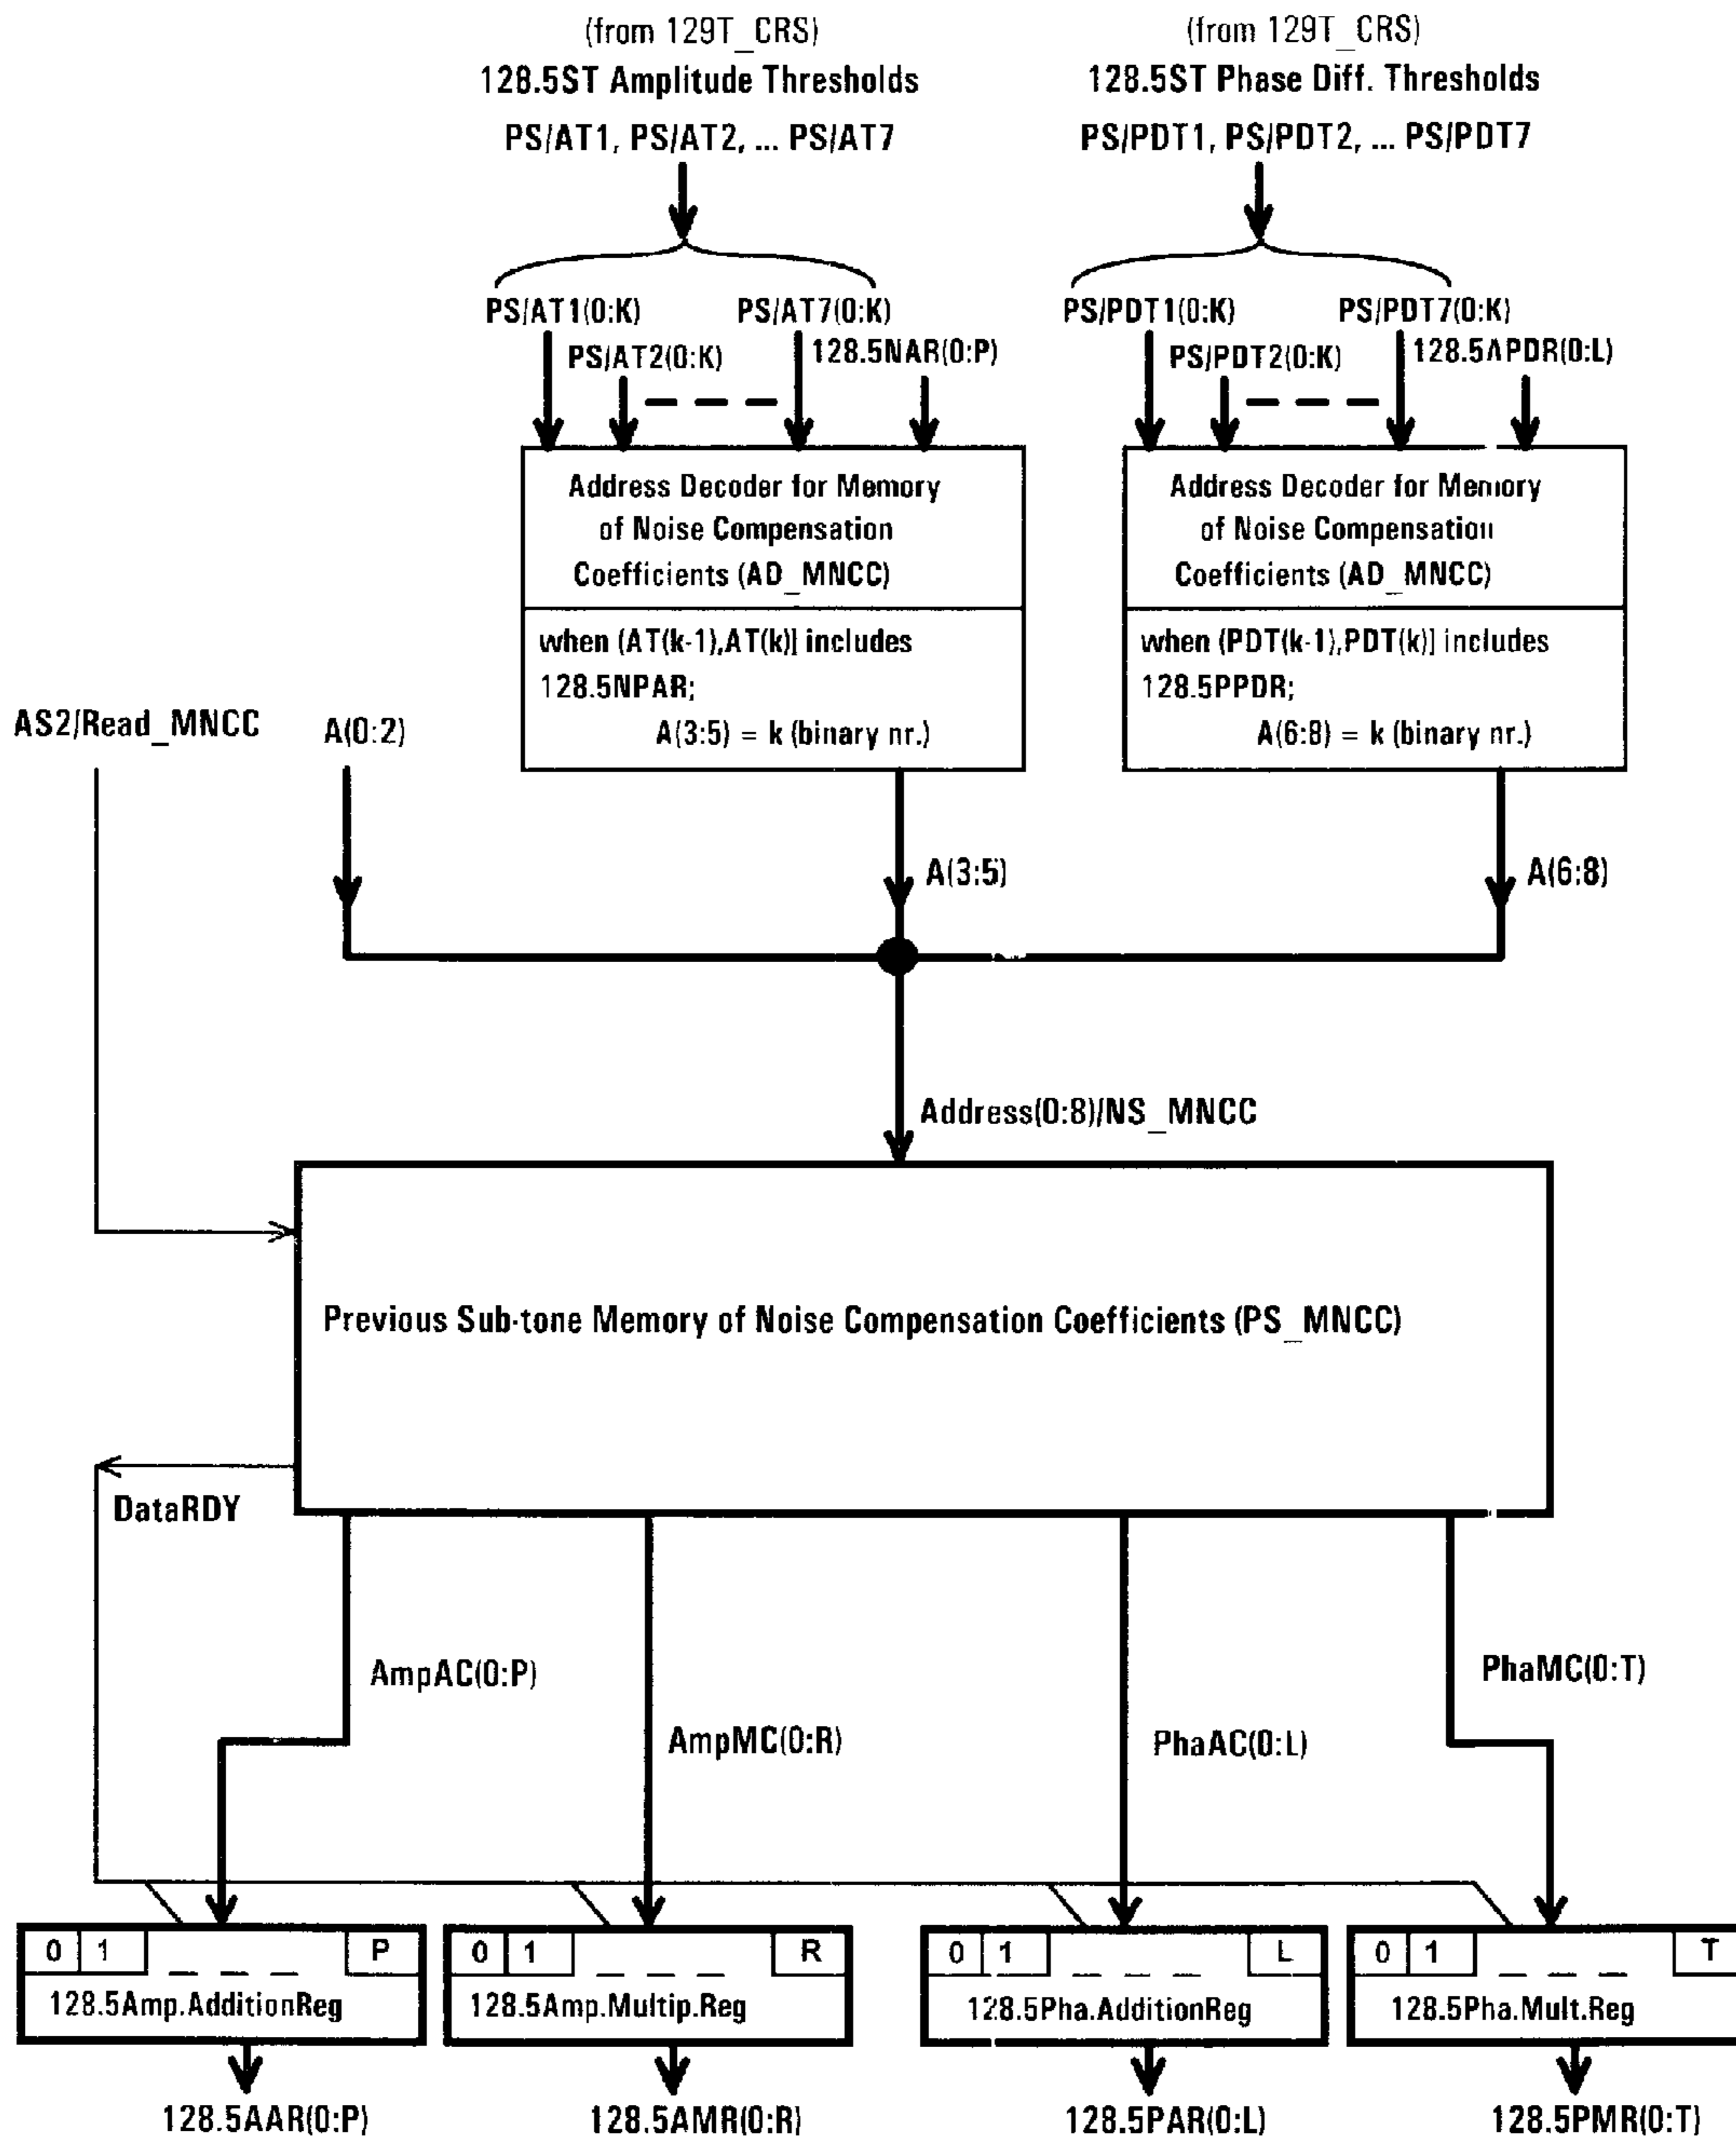 (from 129T_CRS)
128.5ST Amplitude Thresholds
PS/AT1, PS/AT2, ... PS/AT7
(from 129T_CRS)
128.5ST Phase Diff. Thresholds
PS/PDT1, PS/PDT2, ... PS/PDT7
PS/AT1(0:K)
PS/AT7(0:K)
PS/AT2(0:K)
128.5NAR(0:P)
PS/PDT1(0:K)
PS/PDT7(0:K)
PS/PDT2(0:K)
128.5APDR(0:L)
Address Decoder for Memory
of Noise Compensation
Coefficients (AD_MNCC)
when (AT(k-1),AT(k)] includes
128.5NPAR;
A(3:5) = k (binary nr.)
Address Decoder for Memory
of Noise Compensation
Coefficients (AD_MNCC)
when (PDT(k-1),PDT(k)] includes
128.5PPDR;
A(6:8) = k (binary nr.)
AS2/Read_MNCC
A(0:2)
A(3:5)
A(6:8)
Address(0:8)/NS_MNCC
Previous Sub-tone Memory of Noise Compensation Coefficients (PS_MNCC)
DataRDY
AmpAC(0:P)
AmpMC(0:R)
PhaAC(0:L)
PhaMC(0:T)
0 1 P
128.5Amp.AdditionReg
0 1 R
128.5Amp.Multip.Reg
0 1 L
128.5Pha.AdditionReg
0 1 T
128.5Pha.Mult.Reg
128.5AAR(0:P)
128.5AMR(0:R)
128.5PAR(0:L)
128.5PMR(0:T)